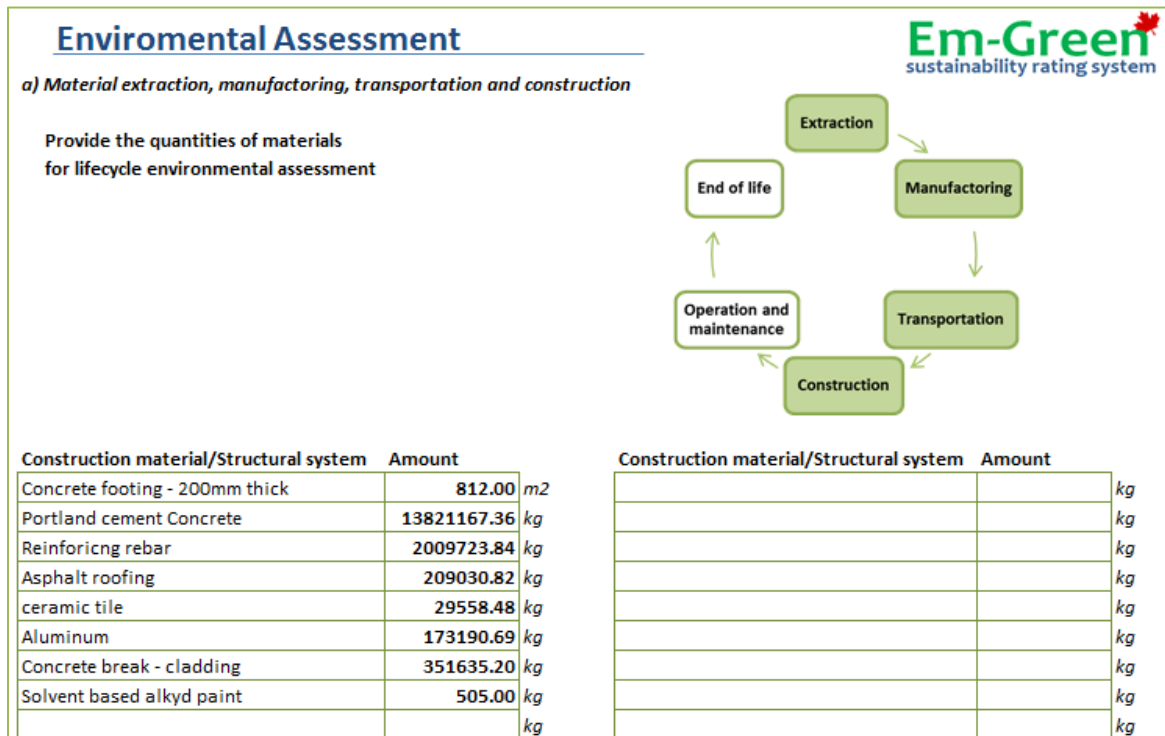 Enviromental Assessment
Em-Green
sustainability rating system
a) Material extraction, manufactoring, transportation and construction
Provide the quantities of materials
for lifecycle environmental assessment
Extraction
Manufactoring
Transportation
Construction
Operation and
maintenance
End of life
Construction material/Structural system Amount
Concrete footing - 200mm thick 812.00 m2
Portland cement Concrete 13821167.36 kg
Reinforicng rebar 2009723.84 kg
Asphalt roofing 209030.82 kg
ceramic tile 29558.48 kg
Aluminum 173190.69 kg
Concrete break - cladding 351635.20 kg
Solvent based alkyd paint 505.00 kg
kg
Construction material/Structural system Amount
kg
kg
kg
kg
kg
kg
kg
kg
kg